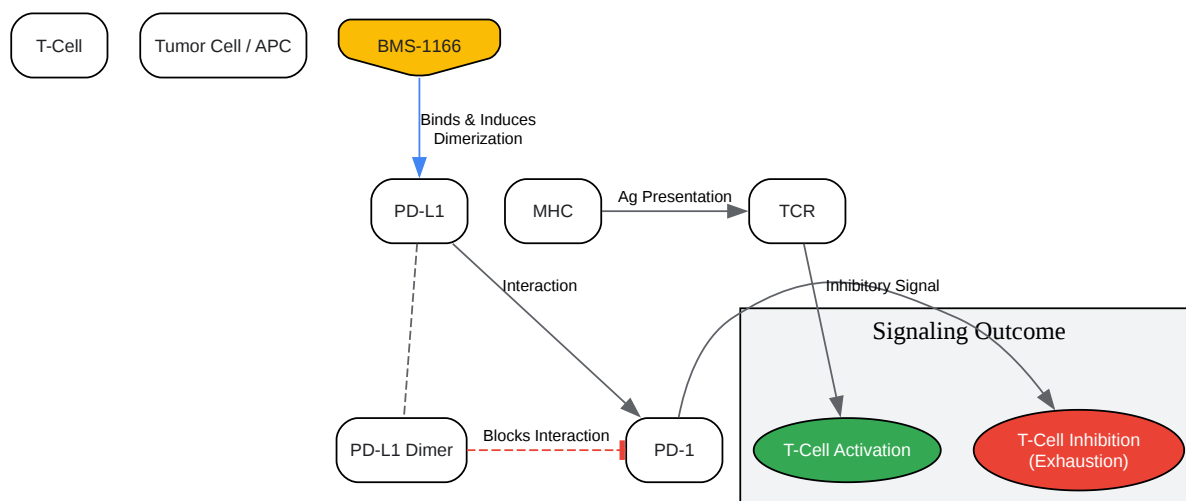 T-Cell
Tumor Cell / APC
BMS-1166
Binds & Induces
Dimerization
PD-L1
MHC
Ag Presentation
TCR
Interaction
Inhibitory Signal
Signaling Outcome
PD-L1 Dimer
Blocks Interaction
PD-1
T-Cell Activation
T-Cell Inhibition
(Exhaustion)